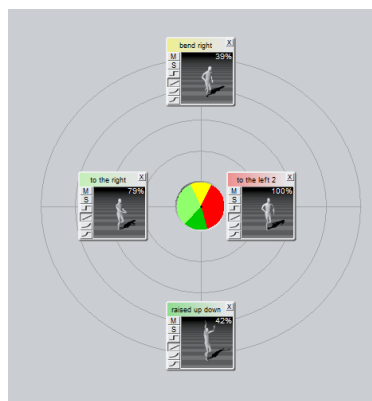 bend right X
M 39%
S
to the right X
M 79%
S
to the left 2 X
M 100%
S
raised up down X
M 42%
S